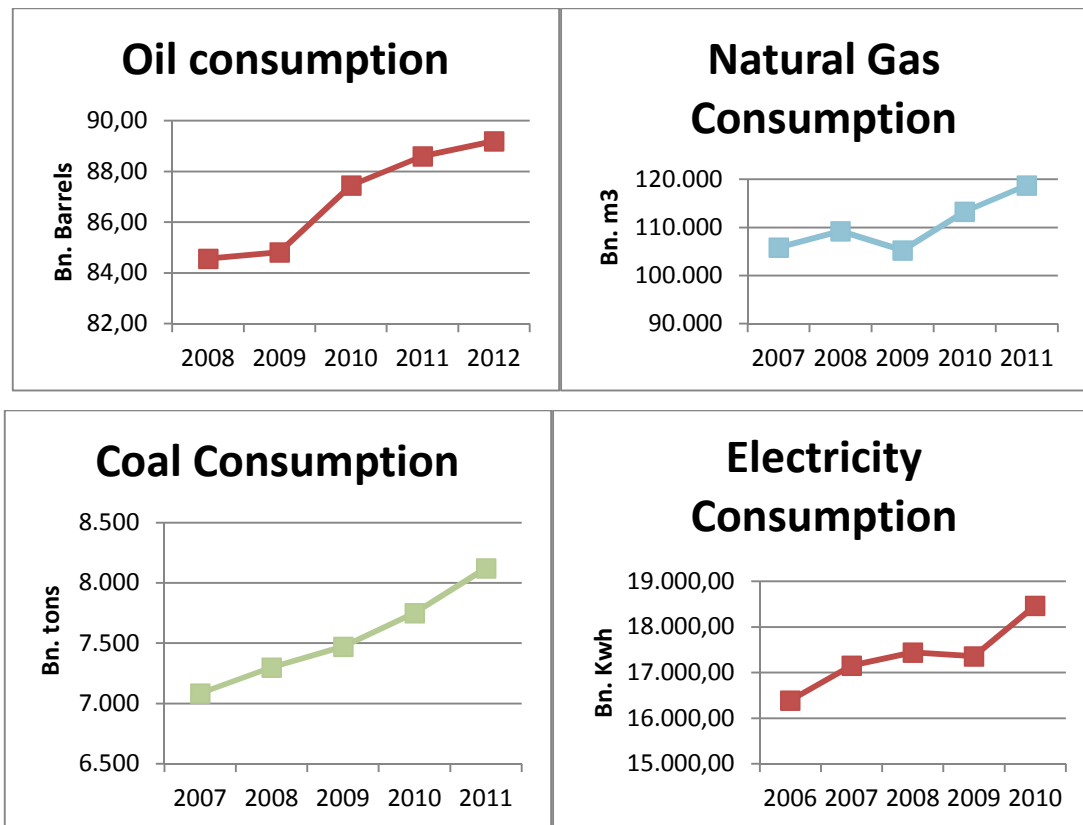 Oil consumption
90,00
88,00
86,00
84,00
82,00
Bn. Barrels
2008 2009 2010 2011 2012
Natural Gas
Consumption
120.000
110.000
100.000
90.000
Bn. m3
2007 2008 2009 2010 2011
Coal Consumption
8.500
8.000
7.500
7.000
6.500
Bn. tons
2007 2008 2009 2010 2011
Electricity
Consumption
19.000,00
18.000,00
17.000,00
16.000,00
15.000,00
Bn. Kwh
2006 2007 2008 2009 2010